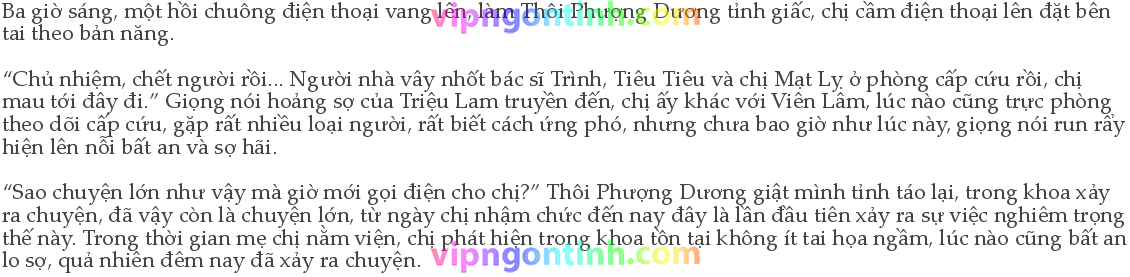 Ba giờ sáng, một hồi chuông điện thoại vang lên, làm Thôi Phượng Dương tỉnh giấc, chị cầm điện thoại lên đặt bên
tai theo bản năng.
“Chủ nhiệm, chết người rồi... Người nhà vây nhốt bác sĩ Trình, Tiêu Tiêu và chị Mạt Lỵ ở phòng cấp cứu rồi, chị
mau tới đây đi.” Giọng nói hoảng sợ của Triệu Lam truyền đến, chị ấy khác với Viên Lâm, lúc nào cũng trực phòng
theo dõi cấp cứu, gặp rất nhiều loại người, rất biết cách ứng phó, nhưng chưa bao giờ như lúc này, giọng nói run rẩy
hiện lên nỗi bất an và sợ hãi.
“Sao chuyện lớn như vậy mà giờ mới gọi điện cho chị?” Thôi Phượng Dương giật mình tỉnh táo lại, trong khoa xảy
ra chuyện, đã vậy còn là chuyện lớn, từ ngày chị nhậm chức đến nay đây là lần đầu tiên xảy ra sự việc nghiêm trọng
thế này. Trong thời gian mẹ chị nằm viện, chị phát hiện trong khoa tồn tại không ít tai họa ngầm, lúc nào cũng bất an
lo sợ, quả nhiên đêm nay đã xảy ra chuyện.
vipngontinh.com
vipngontinh.com